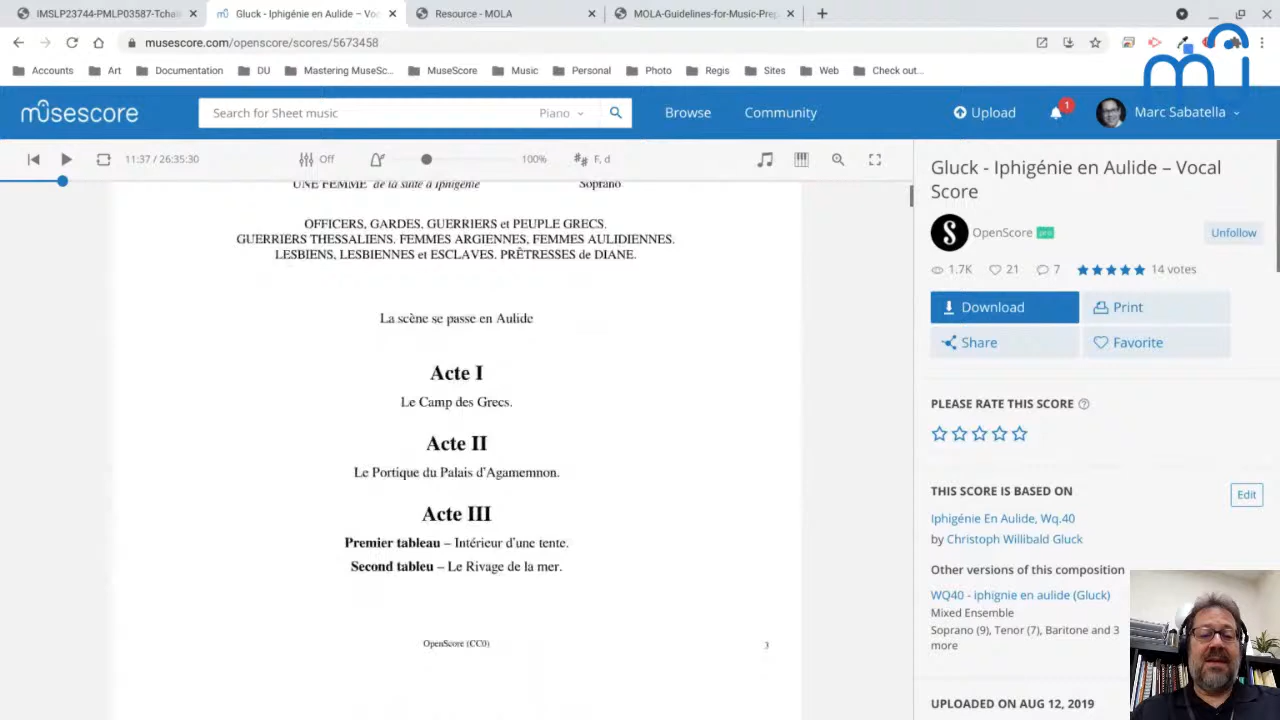 IMSLP23744-PMLP03587-Tchai
Gluck - Iphigénie en Aulide – Voc
Resource - MOLA
MOLA-Guidelines-for-Music-Prep
musescore.com/openscore/scores/5673458
Accounts
Art
Documentation
DU
Mastering MuseSc...
MuseScore
Music
Personal
Photo
Regis
Sites
Web
Check out...
musescore
Search for Sheet music
Piano
Browse
Community
Upload
1
Marc Sabatella
11:37 / 26:35:30
Off
100%
F, d
UNE FEMME de la suite d'Iphigénie
Soprano
OFFICERS, GARDES, GUERRIERS et PEUPLE GRECS.
GUERRIERS THESSALIENS. FEMMES ARGIENNES, FEMMES AULIDIENNES.
LESBIENS, LESBIENNES et ESCLAVES. PRÊTRESSES de DIANE.
La scène se passe en Aulide
Acte I
Le Camp des Grecs.
Acte II
Le Portique du Palais d'Agamemnon.
Acte III
Premier tableau – Intérieur d'une tente.
Second tableu – Le Rivage de la mer.
OpenScore (CC0)
3
Gluck - Iphigénie en Aulide – Vocal
Score
S
OpenScore pro
Unfollow
1.7K
21
7
14 votes
Download
Print
Share
Favorite
PLEASE RATE THIS SCORE
THIS SCORE IS BASED ON
Edit
Iphigénie En Aulide, Wq.40
by Christoph Willibald Gluck
Other versions of this composition
WQ40 - iphignie en aulide (Gluck)
Mixed Ensemble
Soprano (9), Tenor (7), Baritone and 3
more
UPLOADED ON AUG 12, 2019